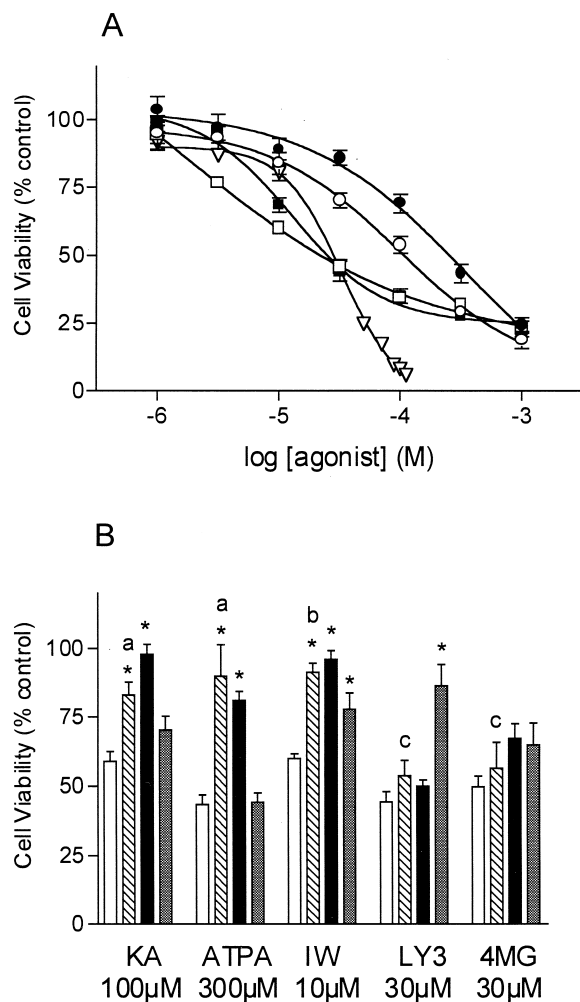 A
Cell Viability (% control)
100
75
50
25
0
-6 -5 -4 -3
log [agonist] (M)
B
Cell Viability (% control)
100
75
50
25
0
a * *
a * *
b * * *
c *
c
KA ATPA IW LY3 4MG
100µM 300µM 10µM 30µM 30µM